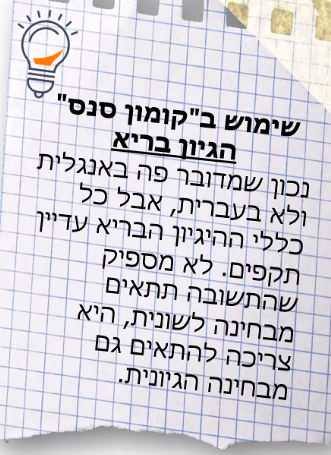 שימוש ב"קומון סנס"
הגיון בריא
נכון שמדובר פה באנגלית
ולא בעברית, אבל כל
כללי ההיגיון הבריא עדיין
תקפים. לא מספיק
שהתשובה תתאים
מבחינה לשונית, היא
צריכה להתאים גם
מבחינה הגיונית.